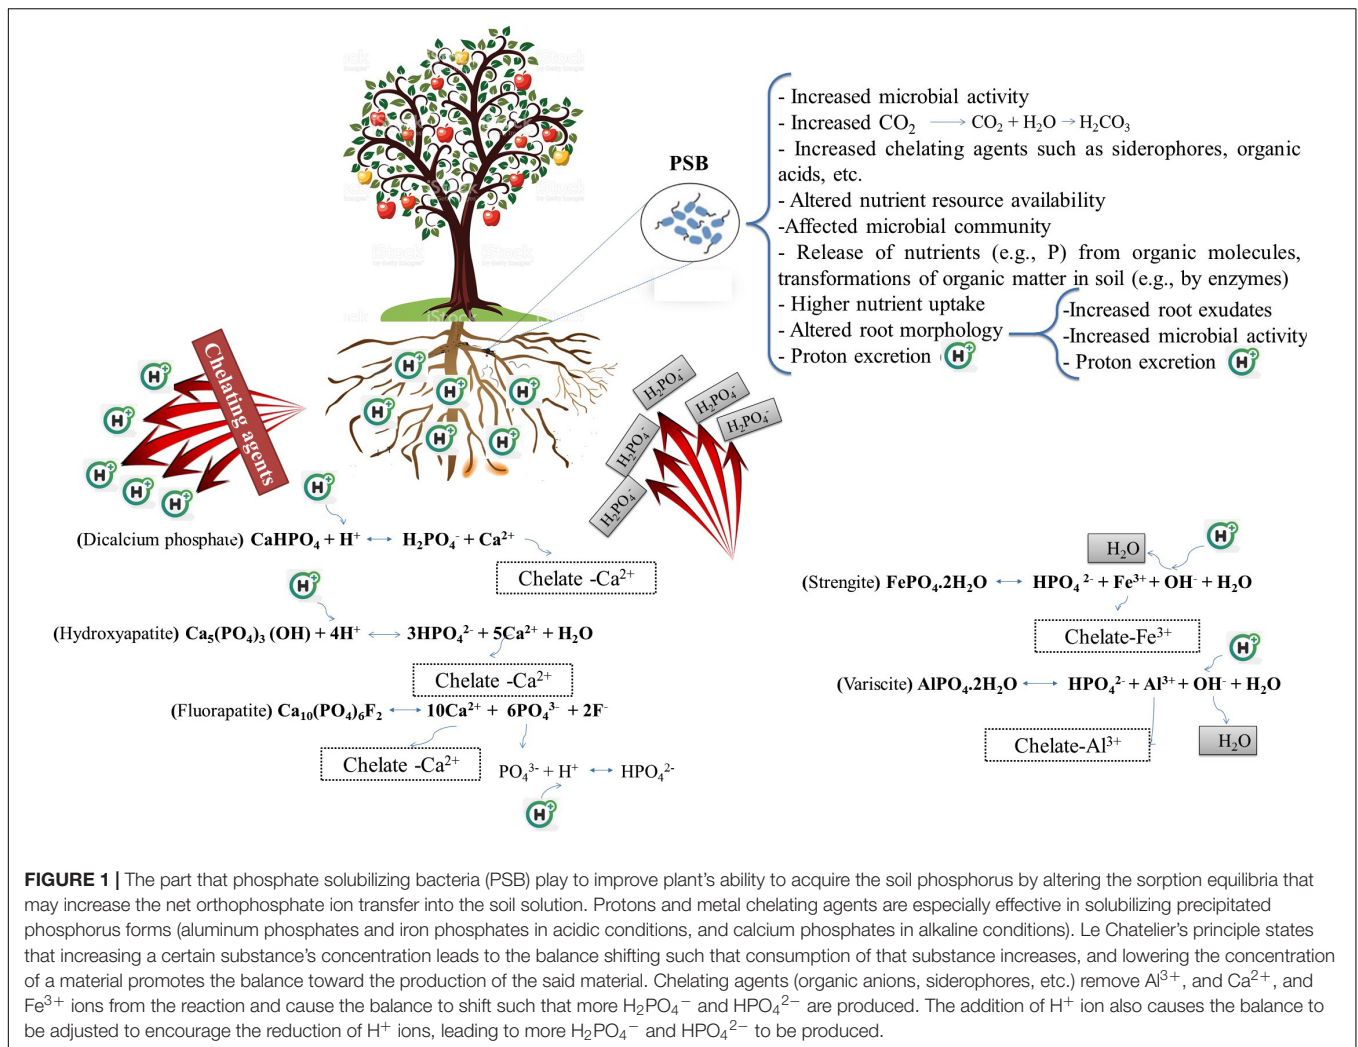 PSB
- Increased microbial activity
- Increased CO₂ → CO₂ + H₂O → H₂CO₃
- Increased chelating agents such as siderophores, organic
acids, etc.
- Altered nutrient resource availability
-Affected microbial community
- Release of nutrients (e.g., P) from organic molecules,
transformations of organic matter in soil (e.g., by enzymes)
- Higher nutrient uptake
- Altered root morphology
- Proton excretion H+
-Increased root exudates
-Increased microbial activity
- Proton excretion H+
iStock
iStock
iStock
Chelating agents
H+
H+
H+
H+
H+
H+
H+
H+
H+
H+
H+
H₂PO₄⁻
H₂PO₄⁻
H₂PO₄⁻
H₂PO₄⁻
H₂PO₄⁻
H+
(Dicalcium phosphate) CaHPO₄ + H⁺ ↔ H₂PO₄⁻ + Ca²⁺
Chelate -Ca²⁺
H+
(Hydroxyapatite) Ca₅(PO₄)₃ (OH) + 4H⁺ ↔ 3HPO₄²⁻ + 5Ca²⁺ + H₂O
Chelate -Ca²⁺
(Fluorapatite) Ca₁₀(PO₄)₆F₂ ↔ 10Ca²⁺ + 6PO₄³⁻ + 2F⁻
Chelate -Ca²⁺
PO₄³⁻ + H⁺ ↔ HPO₄²⁻
H+
H₂O
H+
(Strengite) FePO₄.2H₂O ↔ HPO₄²⁻ + Fe³⁺ + OH⁻ + H₂O
Chelate-Fe³⁺
H+
(Variscite) AlPO₄.2H₂O ↔ HPO₄²⁻ + Al³⁺ + OH⁻ + H₂O
Chelate-Al³⁺
H₂O
FIGURE 1 | The part that phosphate solubilizing bacteria (PSB) play to improve plant's ability to acquire the soil phosphorus by altering the sorption equilibria that
may increase the net orthophosphate ion transfer into the soil solution. Protons and metal chelating agents are especially effective in solubilizing precipitated
phosphorus forms (aluminum phosphates and iron phosphates in acidic conditions, and calcium phosphates in alkaline conditions). Le Chatelier's principle states
that increasing a certain substance's concentration leads to the balance shifting such that consumption of that substance increases, and lowering the concentration
of a material promotes the balance toward the production of the said material. Chelating agents (organic anions, siderophores, etc.) remove Al³⁺, and Ca²⁺, and
Fe³⁺ ions from the reaction and cause the balance to shift such that more H₂PO₄⁻ and HPO₄²⁻ are produced. The addition of H⁺ ion also causes the balance to
be adjusted to encourage the reduction of H⁺ ions, leading to more H₂PO₄⁻ and HPO₄²⁻ to be produced.